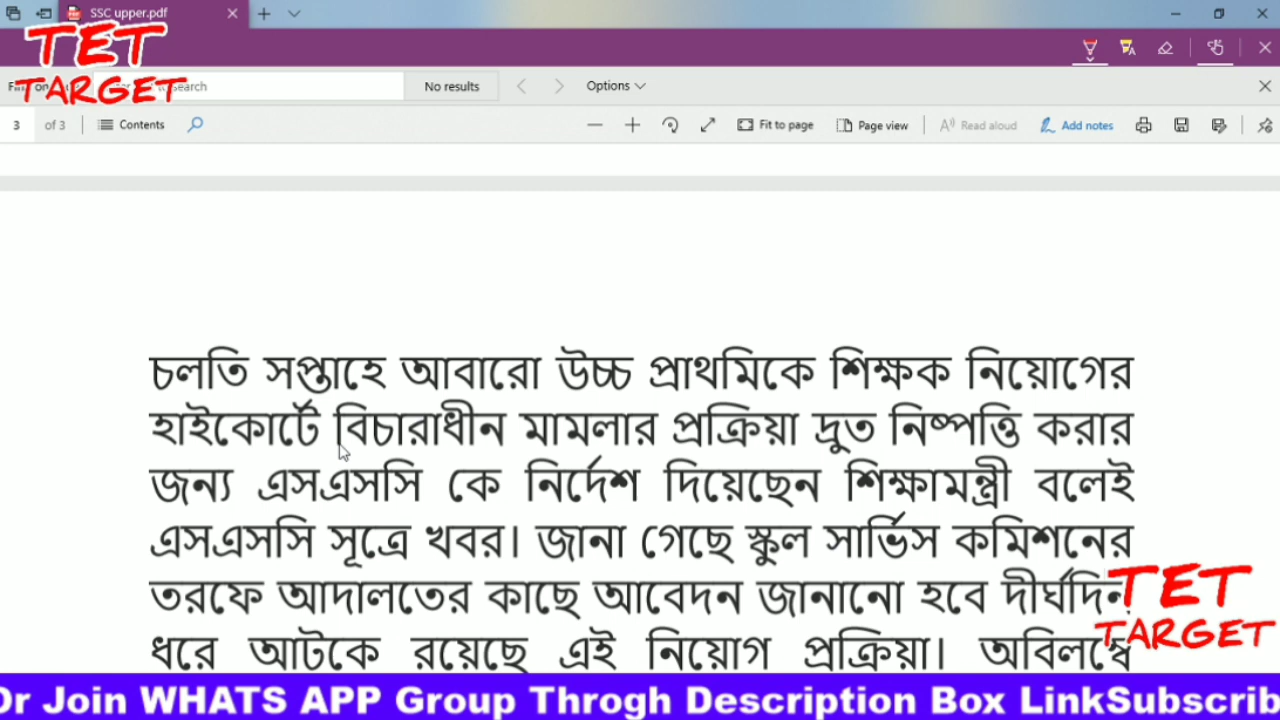 SSC upper.pdf
TET
TARGET
No results
Options
3 of 3
Contents
Fit to page
Page view
Read aloud
Add notes
চলতি সপ্তাহে আবারো উচ্চ প্রাথমিকে শিক্ষক নিয়োগের
হাইকোর্টে বিচারাধীন মামলার প্রক্রিয়া দ্রুত নিষ্পত্তি করার
জন্য এসএসসি কে নির্দেশ দিয়েছেন শিক্ষামন্ত্রী বলেই
এসএসসি সূত্রে খবর। জানা গেছে স্কুল সার্ভিস কমিশনের
তরফে আদালতের কাছে আবেদন জানানো হবে দীর্ঘদিন
ধরে আটকে রয়েছে এই নিয়োগ প্রক্রিয়া। অবিলম্বে
TET
TARGET
Or Join WHATS APP Group Throgh Description Box LinkSubscrib